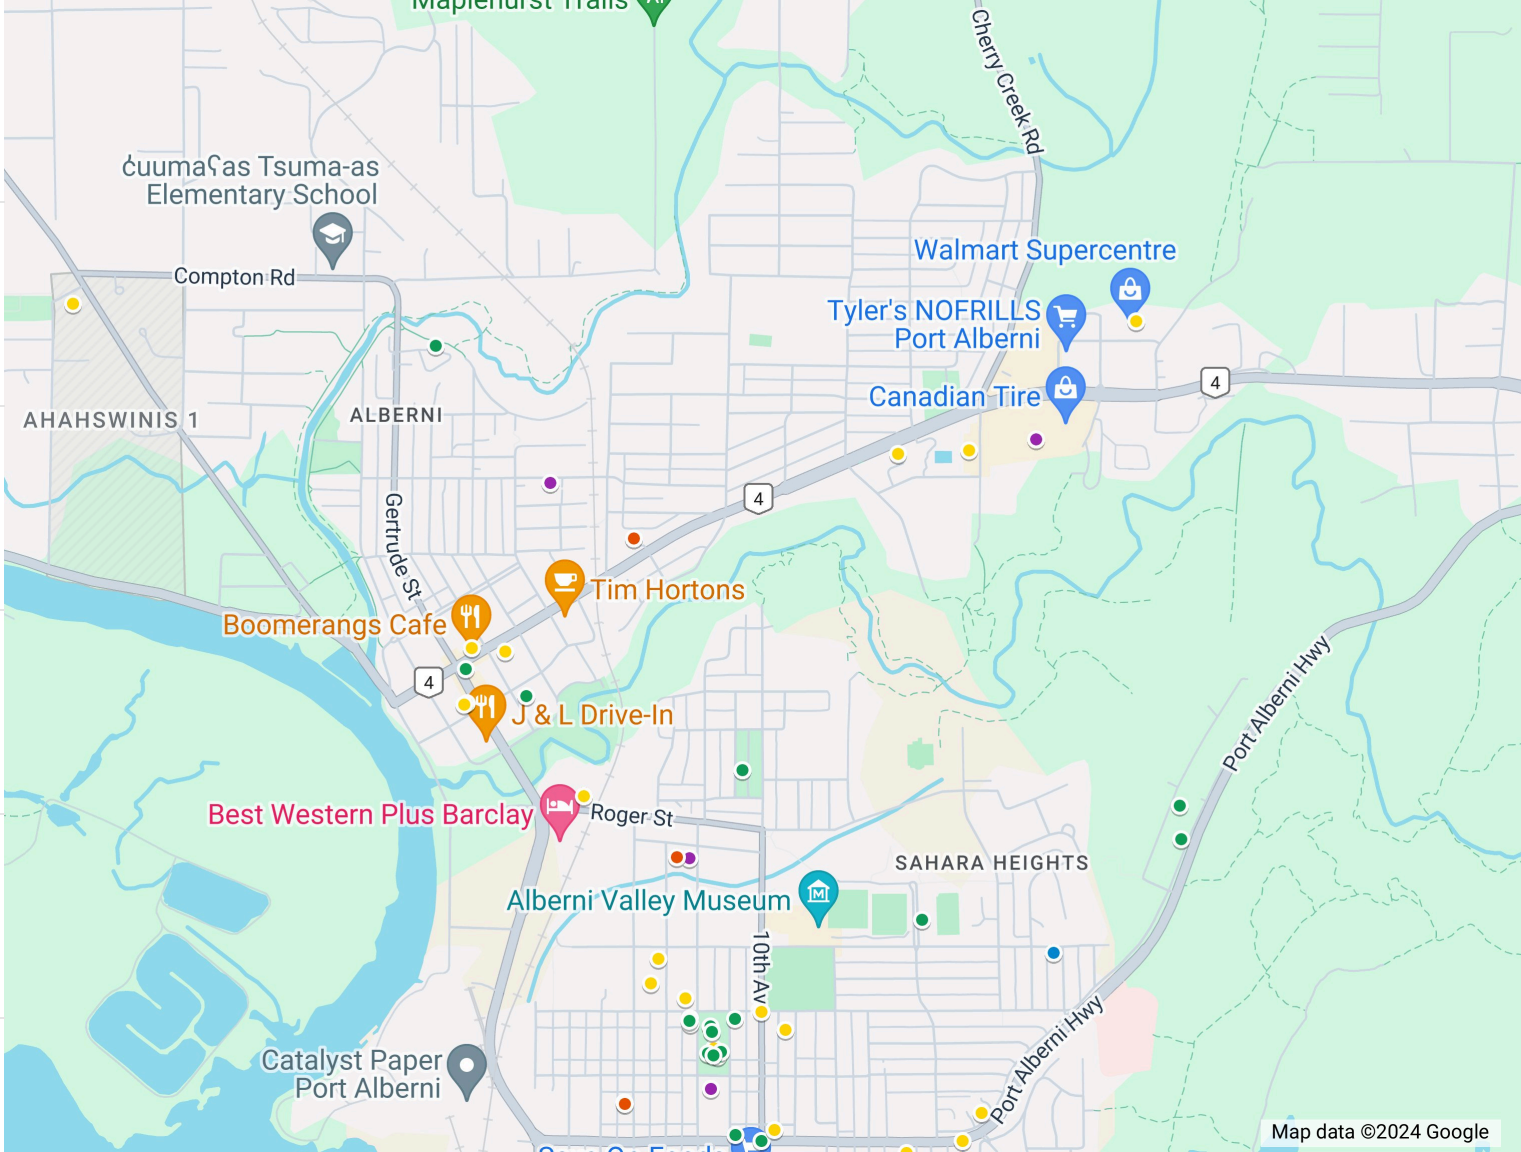 Maplehurst Trails
Cherry Creek Rd
c̓uumaʕas Tsuma-as
Elementary School
Walmart Supercentre
Compton Rd
Tyler's NOFRILLS
Port Alberni
4
Canadian Tire
AHAHSWINIS 1
ALBERNI
4
Gertrude St
Tim Hortons
Boomerangs Cafe
4
J & L Drive-In
Port Alberni Hwy
Best Western Plus Barclay
Roger St
SAHARA HEIGHTS
Alberni Valley Museum
10th Av
Catalyst Paper
Port Alberni
Port Alberni Hwy
Map data ©2024 Google